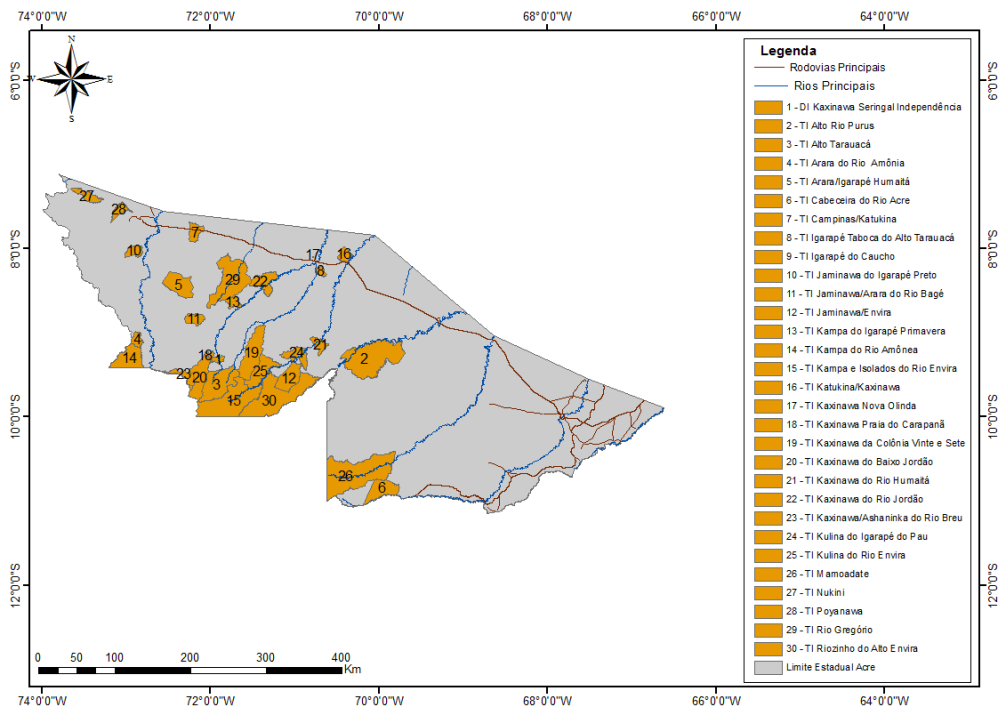 74°0'0"W 72°0'0"W 70°0'0"W 68°0'0"W 66°0'0"W 64°0'0"W
N
W E
S
6°0'0"S 6°0'0"S
8°0'0"S 8°0'0"S
10°0'0"S 10°0'0"S
12°0'0"S 12°0'0"S
27
28
7
10
17
16
8
5
29
22
13
11
4
14
18
1
19
24
21
2
23
20
3
25
12
15
30
26
6
0 50 100 200 300 400
Km
74°0'0"W 72°0'0"W 70°0'0"W 68°0'0"W 66°0'0"W 64°0'0"W
Legenda
Rodovias Principais
Rios Principais
1 - DI Kaxinawa Seringal Independência
2 - TI Alto Rio Purus
3 - TI Alto Tarauacá
4 - TI Arara do Rio Amônia
5 - TI Arara/Igarapé Humaitá
6 - TI Cabeceira do Rio Acre
7 - TI Campinas/Katukina
8 - TI Igarapé Taboca do Alto Tarauacá
9 - TI Igarapé do Caucho
10 - TI Jaminawa do Igarapé Preto
11 - TI Jaminawa/Arara do Rio Bagé
12 - TI Jaminawa/Envira
13 - TI Kampa do Igarapé Primavera
14 - TI Kampa do Rio Amônea
15 - TI Kampa e Isolados do Rio Envira
16 - TI Katukina/Kaxinawa
17 - TI Kaxinawa Nova Olinda
18 - TI Kaxinawa Praia do Carapanã
19 - TI Kaxinawa da Colônia Vinte e Sete
20 - TI Kaxinawa do Baixo Jordão
21 - TI Kaxinawa do Rio Humaitá
22 - TI Kaxinawa do Rio Jordão
23 - TI Kaxinawa/Ashaninka do Rio Breu
24 - TI Kulina do Igarapé do Pau
25 - TI Kulina do Rio Envira
26 - TI Mamoadate
27 - TI Nukini
28 - TI Poyanawa
29 - TI Rio Gregório
30 - TI Riozinho do Alto Envira
Limite Estadual Acre